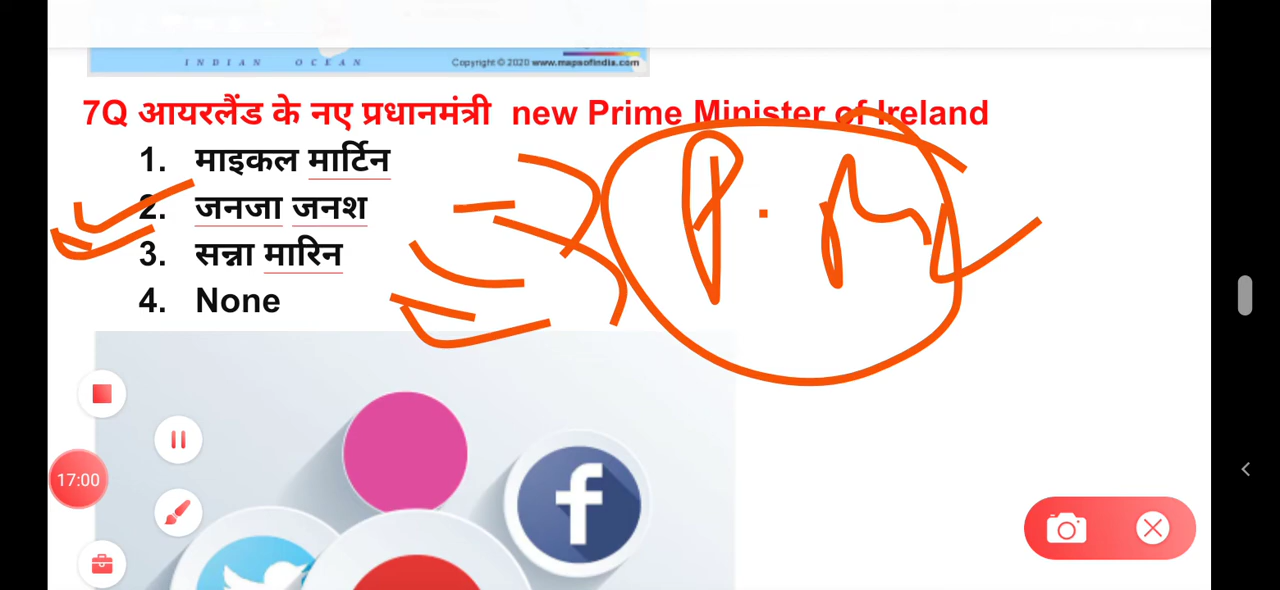 INDIAN OCEAN Copyright © 2020 www.mapsofindia.com
7Q आयरलैंड के नए प्रधानमंत्री new Prime Minister of Ireland
1. माइकल मार्टिन
2. जनजा जनश
3. सन्ना मारिन
4. None
P.M
f
17:00